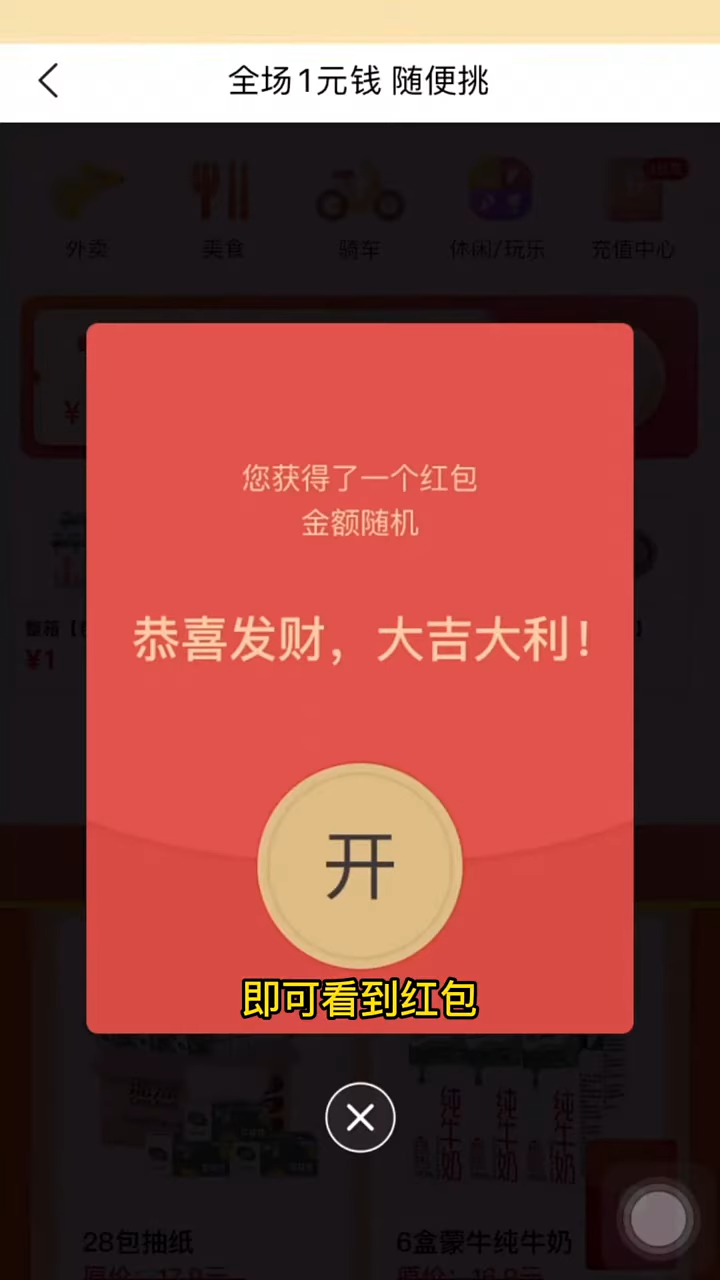 全场1元钱 随便挑
外卖
美食
骑车
休闲/玩乐
充值中心
¥
您获得了一个红包
金额随机
恭喜发财，大吉大利！
¥1
开
即可看到红包
纯牛奶
纯牛奶
纯牛奶
28包抽纸
6盒蒙牛纯牛奶